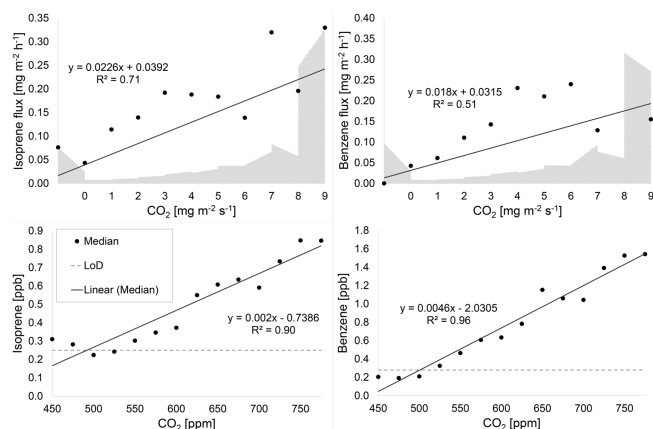 Isoprene flux [mg m-2 h-1]
0.35
0.30
0.25
0.20
0.15
0.10
0.05
0.00
y = 0.0226x + 0.0392
R² = 0.71
0 1 2 3 4 5 6 7 8 9
CO2 [mg m-2 s-1]
Benzene flux [mg m-2 h-1]
0.40
0.35
0.30
0.25
0.20
0.15
0.10
0.05
0.00
y = 0.018x + 0.0315
R² = 0.51
0 1 2 3 4 5 6 7 8 9
CO2 [mg m-2 s-1]
Isoprene [ppb]
0.9
0.8
0.7
0.6
0.5
0.4
0.3
0.2
0.1
0.0
Median
LoD
Linear (Median)
y = 0.002x - 0.7386
R² = 0.90
450 500 550 600 650 700 750
CO2 [ppm]
Benzene [ppb]
1.8
1.6
1.4
1.2
1.0
0.8
0.6
0.4
0.2
0.0
y = 0.0046x - 2.0305
R² = 0.96
450 500 550 600 650 700 750
CO2 [ppm]